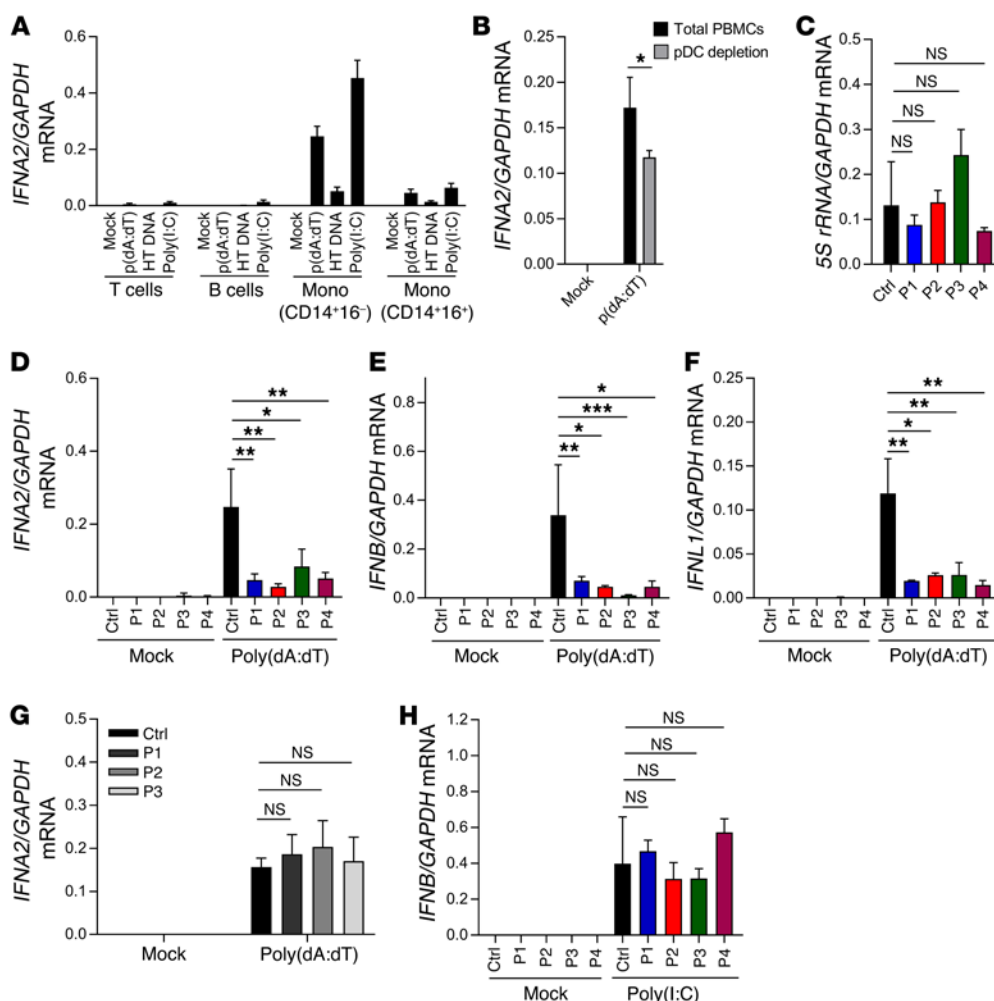 A
IFNA2/GAPDH
mRNA
0.6
0.4
0.2
0.0
Mock
p(dA:dT)
HT DNA
Poly(I:C)
Mock
p(dA:dT)
HT DNA
Poly(I:C)
Mock
p(dA:dT)
HT DNA
Poly(I:C)
Mock
p(dA:dT)
HT DNA
Poly(I:C)
T cells B cells Mono Mono
(CD14⁺16⁻) (CD14⁺16⁺)
B
Total PBMCs
pDC depletion
IFNA2/GAPDH mRNA
0.25
0.20
0.15
0.10
0.05
0.00
*
Mock
p(dA:dT)
C
5S rRNA/GAPDH mRNA
0.5
0.4
0.3
0.2
0.1
0.0
NS
NS
NS
NS
Ctrl
P1
P2
P3
P4
D
IFNA2/GAPDH
mRNA
0.6
0.4
0.2
0.0
**
*
**
**
Ctrl
P1
P2
P3
P4
Ctrl
P1
P2
P3
P4
Mock Poly(dA:dT)
E
IFNB/GAPDH mRNA
0.8
0.6
0.4
0.2
0.0
*
***
*
**
Ctrl
P1
P2
P3
P4
Ctrl
P1
P2
P3
P4
Mock Poly(dA:dT)
F
IFNL1/GAPDH mRNA
0.25
0.20
0.15
0.10
0.05
0.00
**
**
*
**
Ctrl
P1
P2
P3
P4
Ctrl
P1
P2
P3
P4
Mock Poly(dA:dT)
G
IFNA2/GAPDH
mRNA
0.5
0.4
0.3
0.2
0.1
0.0
Ctrl
P1
P2
P3
NS
NS
NS
Mock Poly(dA:dT)
H
IFNB/GAPDH mRNA
1.2
1.0
0.8
0.6
0.4
0.2
0.0
NS
NS
NS
NS
Ctrl
P1
P2
P3
P4
Ctrl
P1
P2
P3
P4
Mock Poly(I:C)